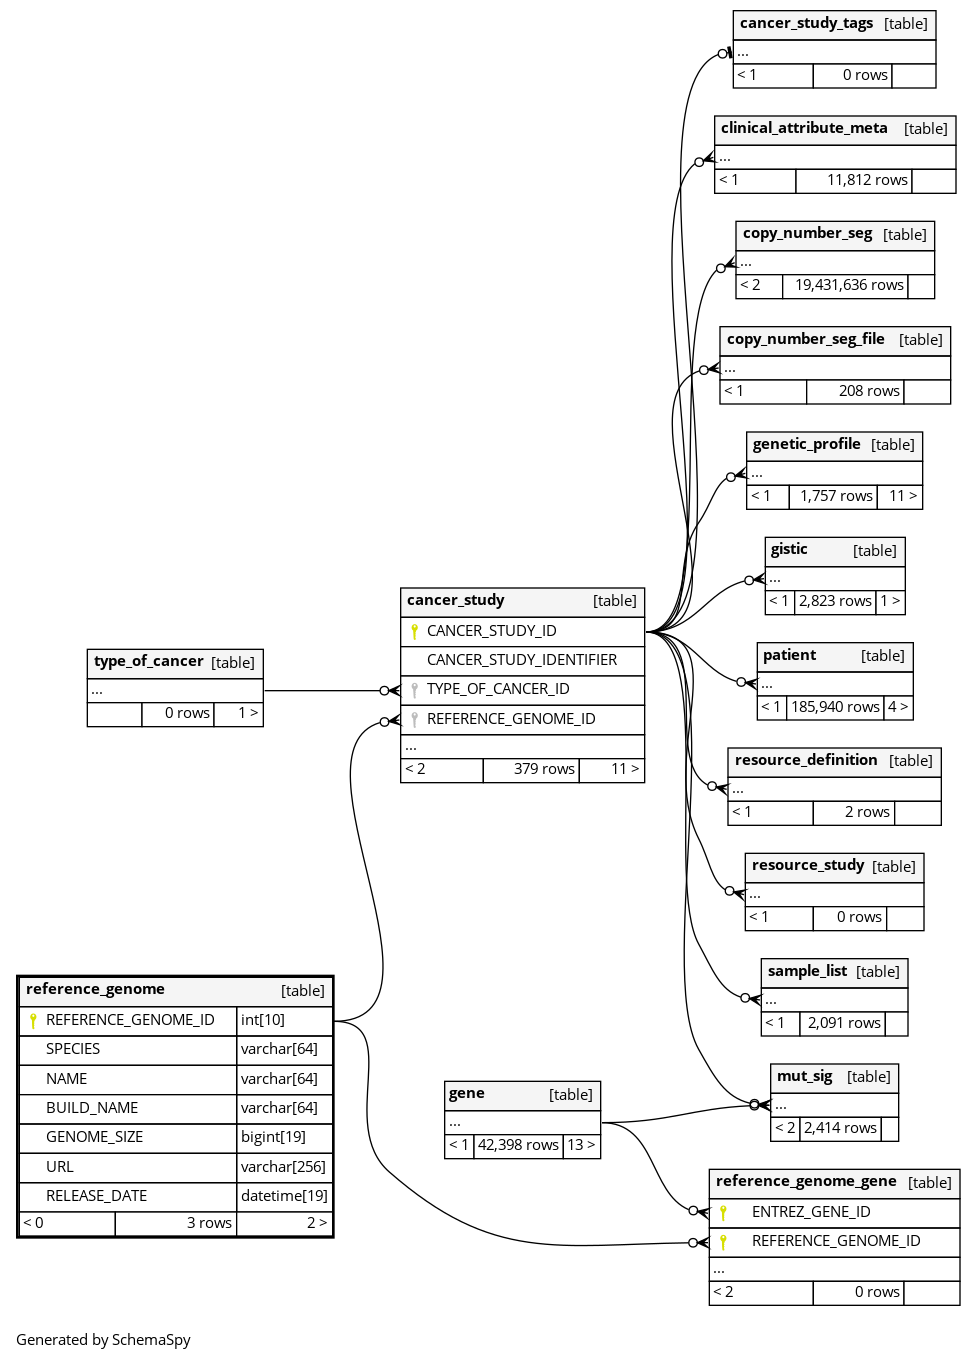 cancer_study_tags [table]
...
< 1 0 rows
clinical_attribute_meta [table]
...
< 1 11,812 rows
copy_number_seg [table]
...
< 2 19,431,636 rows
copy_number_seg_file [table]
...
< 1 208 rows
genetic_profile [table]
...
< 1 1,757 rows 11 >
gistic [table]
...
< 1 2,823 rows 1 >
cancer_study [table]
CANCER_STUDY_ID
CANCER_STUDY_IDENTIFIER
TYPE_OF_CANCER_ID
REFERENCE_GENOME_ID
...
< 2 379 rows 11 >
type_of_cancer [table]
...
0 rows 1 >
patient [table]
...
< 1 185,940 rows 4 >
resource_definition [table]
...
< 1 2 rows
resource_study [table]
...
< 1 0 rows
sample_list [table]
...
< 1 2,091 rows
reference_genome [table]
REFERENCE_GENOME_ID int[10]
SPECIES varchar[64]
NAME varchar[64]
BUILD_NAME varchar[64]
GENOME_SIZE bigint[19]
URL varchar[256]
RELEASE_DATE datetime[19]
< 0 3 rows 2 >
gene [table]
...
< 1 42,398 rows 13 >
mut_sig [table]
...
< 2 2,414 rows
reference_genome_gene [table]
ENTREZ_GENE_ID
REFERENCE_GENOME_ID
...
< 2 0 rows
Generated by SchemaSpy